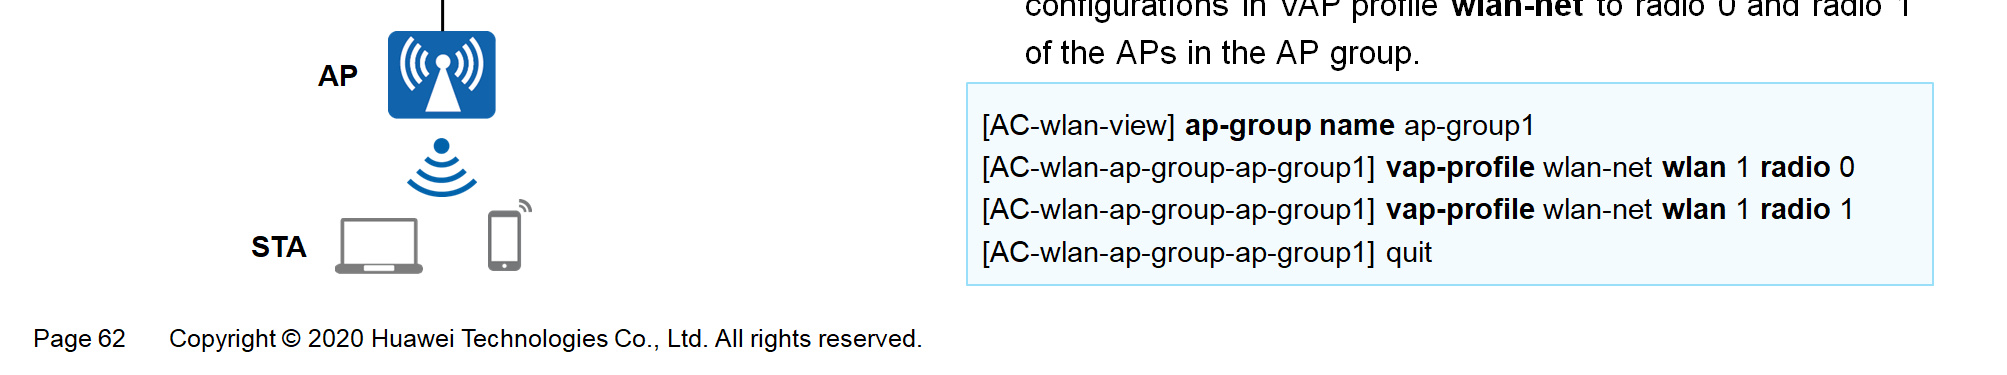 configurations in VAP profile wlan-net to radio 0 and radio 1
of the APs in the AP group.
AP
[AC-wlan-view] ap-group name ap-group1
[AC-wlan-ap-group-ap-group1] vap-profile wlan-net wlan 1 radio 0
[AC-wlan-ap-group-ap-group1] vap-profile wlan-net wlan 1 radio 1
[AC-wlan-ap-group-ap-group1] quit
STA
Page 62 Copyright © 2020 Huawei Technologies Co., Ltd. All rights reserved.